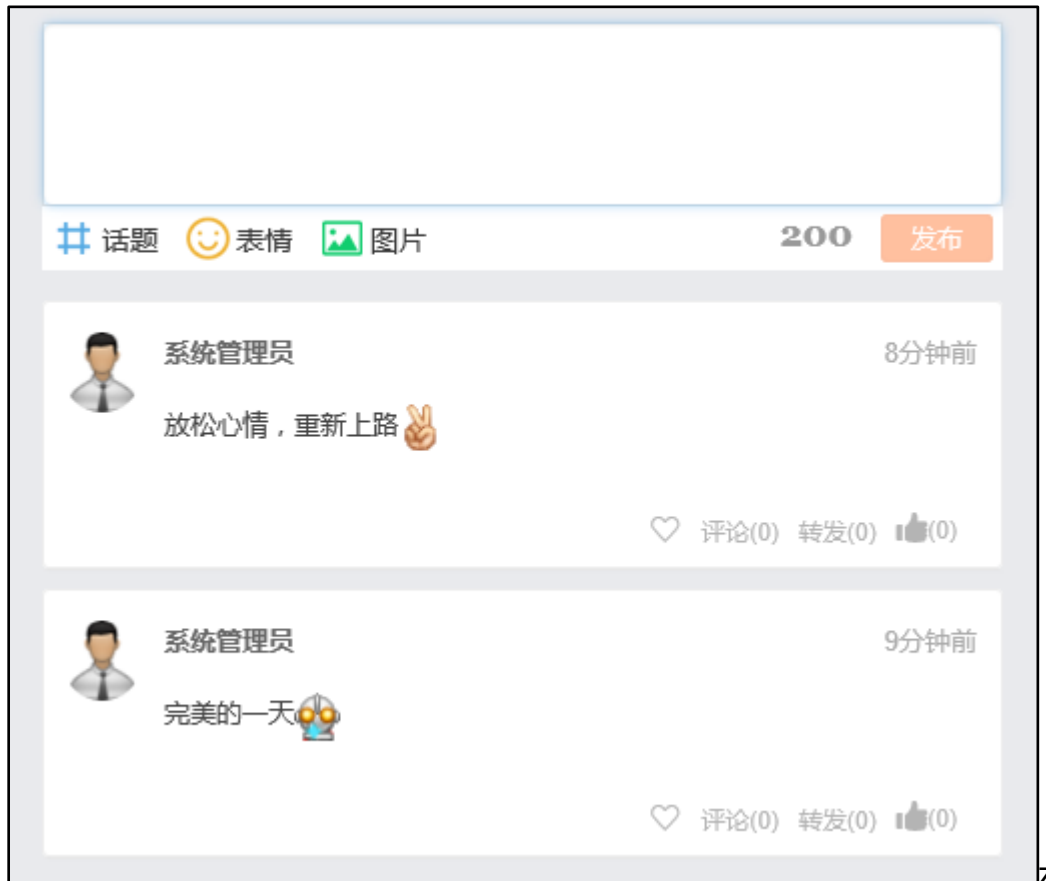 话题 表情 图片 200 发布
系统管理员 8分钟前
放松心情，重新上路
评论(0) 转发(0) (0)
系统管理员 9分钟前
完美的一天
评论(0) 转发(0) (0)